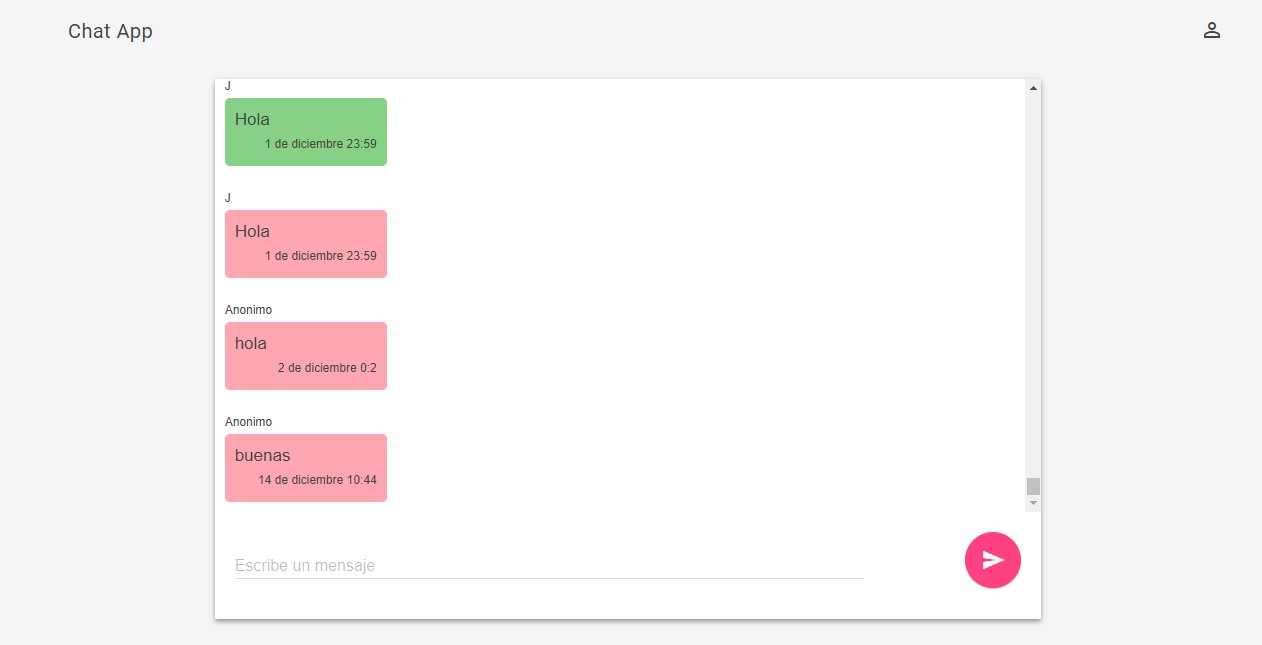 Chat App
J
Hola
1 de diciembre 23:59
J
Hola
1 de diciembre 23:59
Anonimo
hola
2 de diciembre 0:2
Anonimo
buenas
14 de diciembre 10:44
Escribe un mensaje